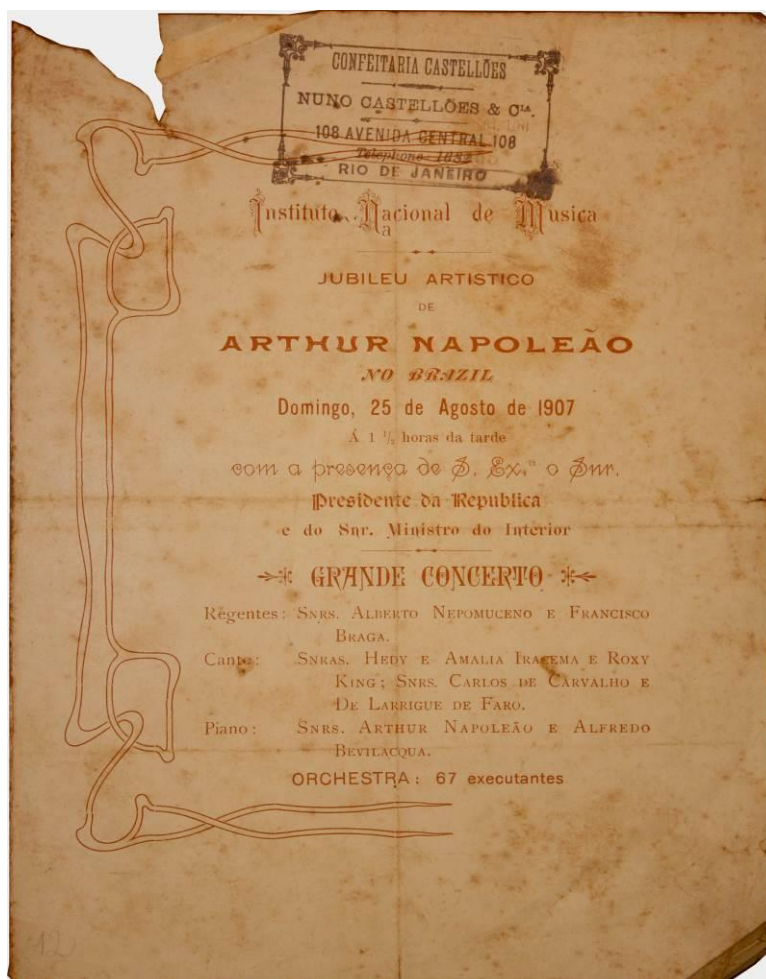 CONFEITARIA CASTELLÕES
NUNO CASTELLÕES & Cᴵᴬ.
108 AVENIDA CENTRAL 108
Telephone 1632
RIO DE JANEIRO
Instituto Nacional de Musica
a
JUBILEU ARTISTICO
DE
ARTHUR NAPOLEÃO
NO BRAZIL
Domingo, 25 de Agosto de 1907
Á 1 ½ horas da tarde
com a presença de S. Ex.ª o Snr.
Presidente da Republica
e do Snr. Ministro do Interior
GRANDE CONCERTO
Regentes: SNRS. ALBERTO NEPOMUCENO E FRANCISCO
BRAGA.
Canto: SNRAS. HEDY E AMALIA IRACEMA E ROXY
KING; SNRS. CARLOS DE CARVALHO E
DE LARRIGUE DE FARO.
Piano: SNRS. ARTHUR NAPOLEÃO E ALFREDO
BEVILACQUA.
ORCHESTRA: 67 executantes
12